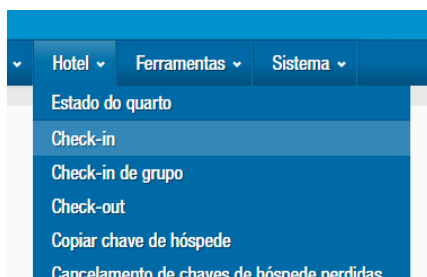 Hotel Ferramentas Sistema
Estado do quarto
Check-in
Check-in de grupo
Check-out
Copiar chave de hóspede
Cancelamento de chaves de hóspede perdidas